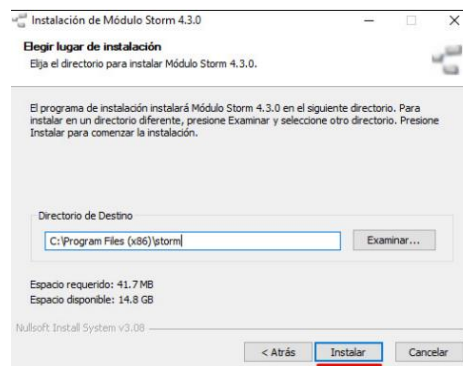 Instalación de Módulo Storm 4.3.0
Elegir lugar de instalación
Elija el directorio para instalar Módulo Storm 4.3.0.
El programa de instalación instalará Módulo Storm 4.3.0 en el siguiente directorio. Para
instalar en un directorio diferente, presione Examinar y seleccione otro directorio. Presione
Instalar para comenzar la instalación.
Directorio de Destino
C:\Program Files (x86)\storm
Examinar...
Espacio requerido: 41.7 MB
Espacio disponible: 14.8 GB
Nullsoft Install System v3.08
< Atrás Instalar Cancelar